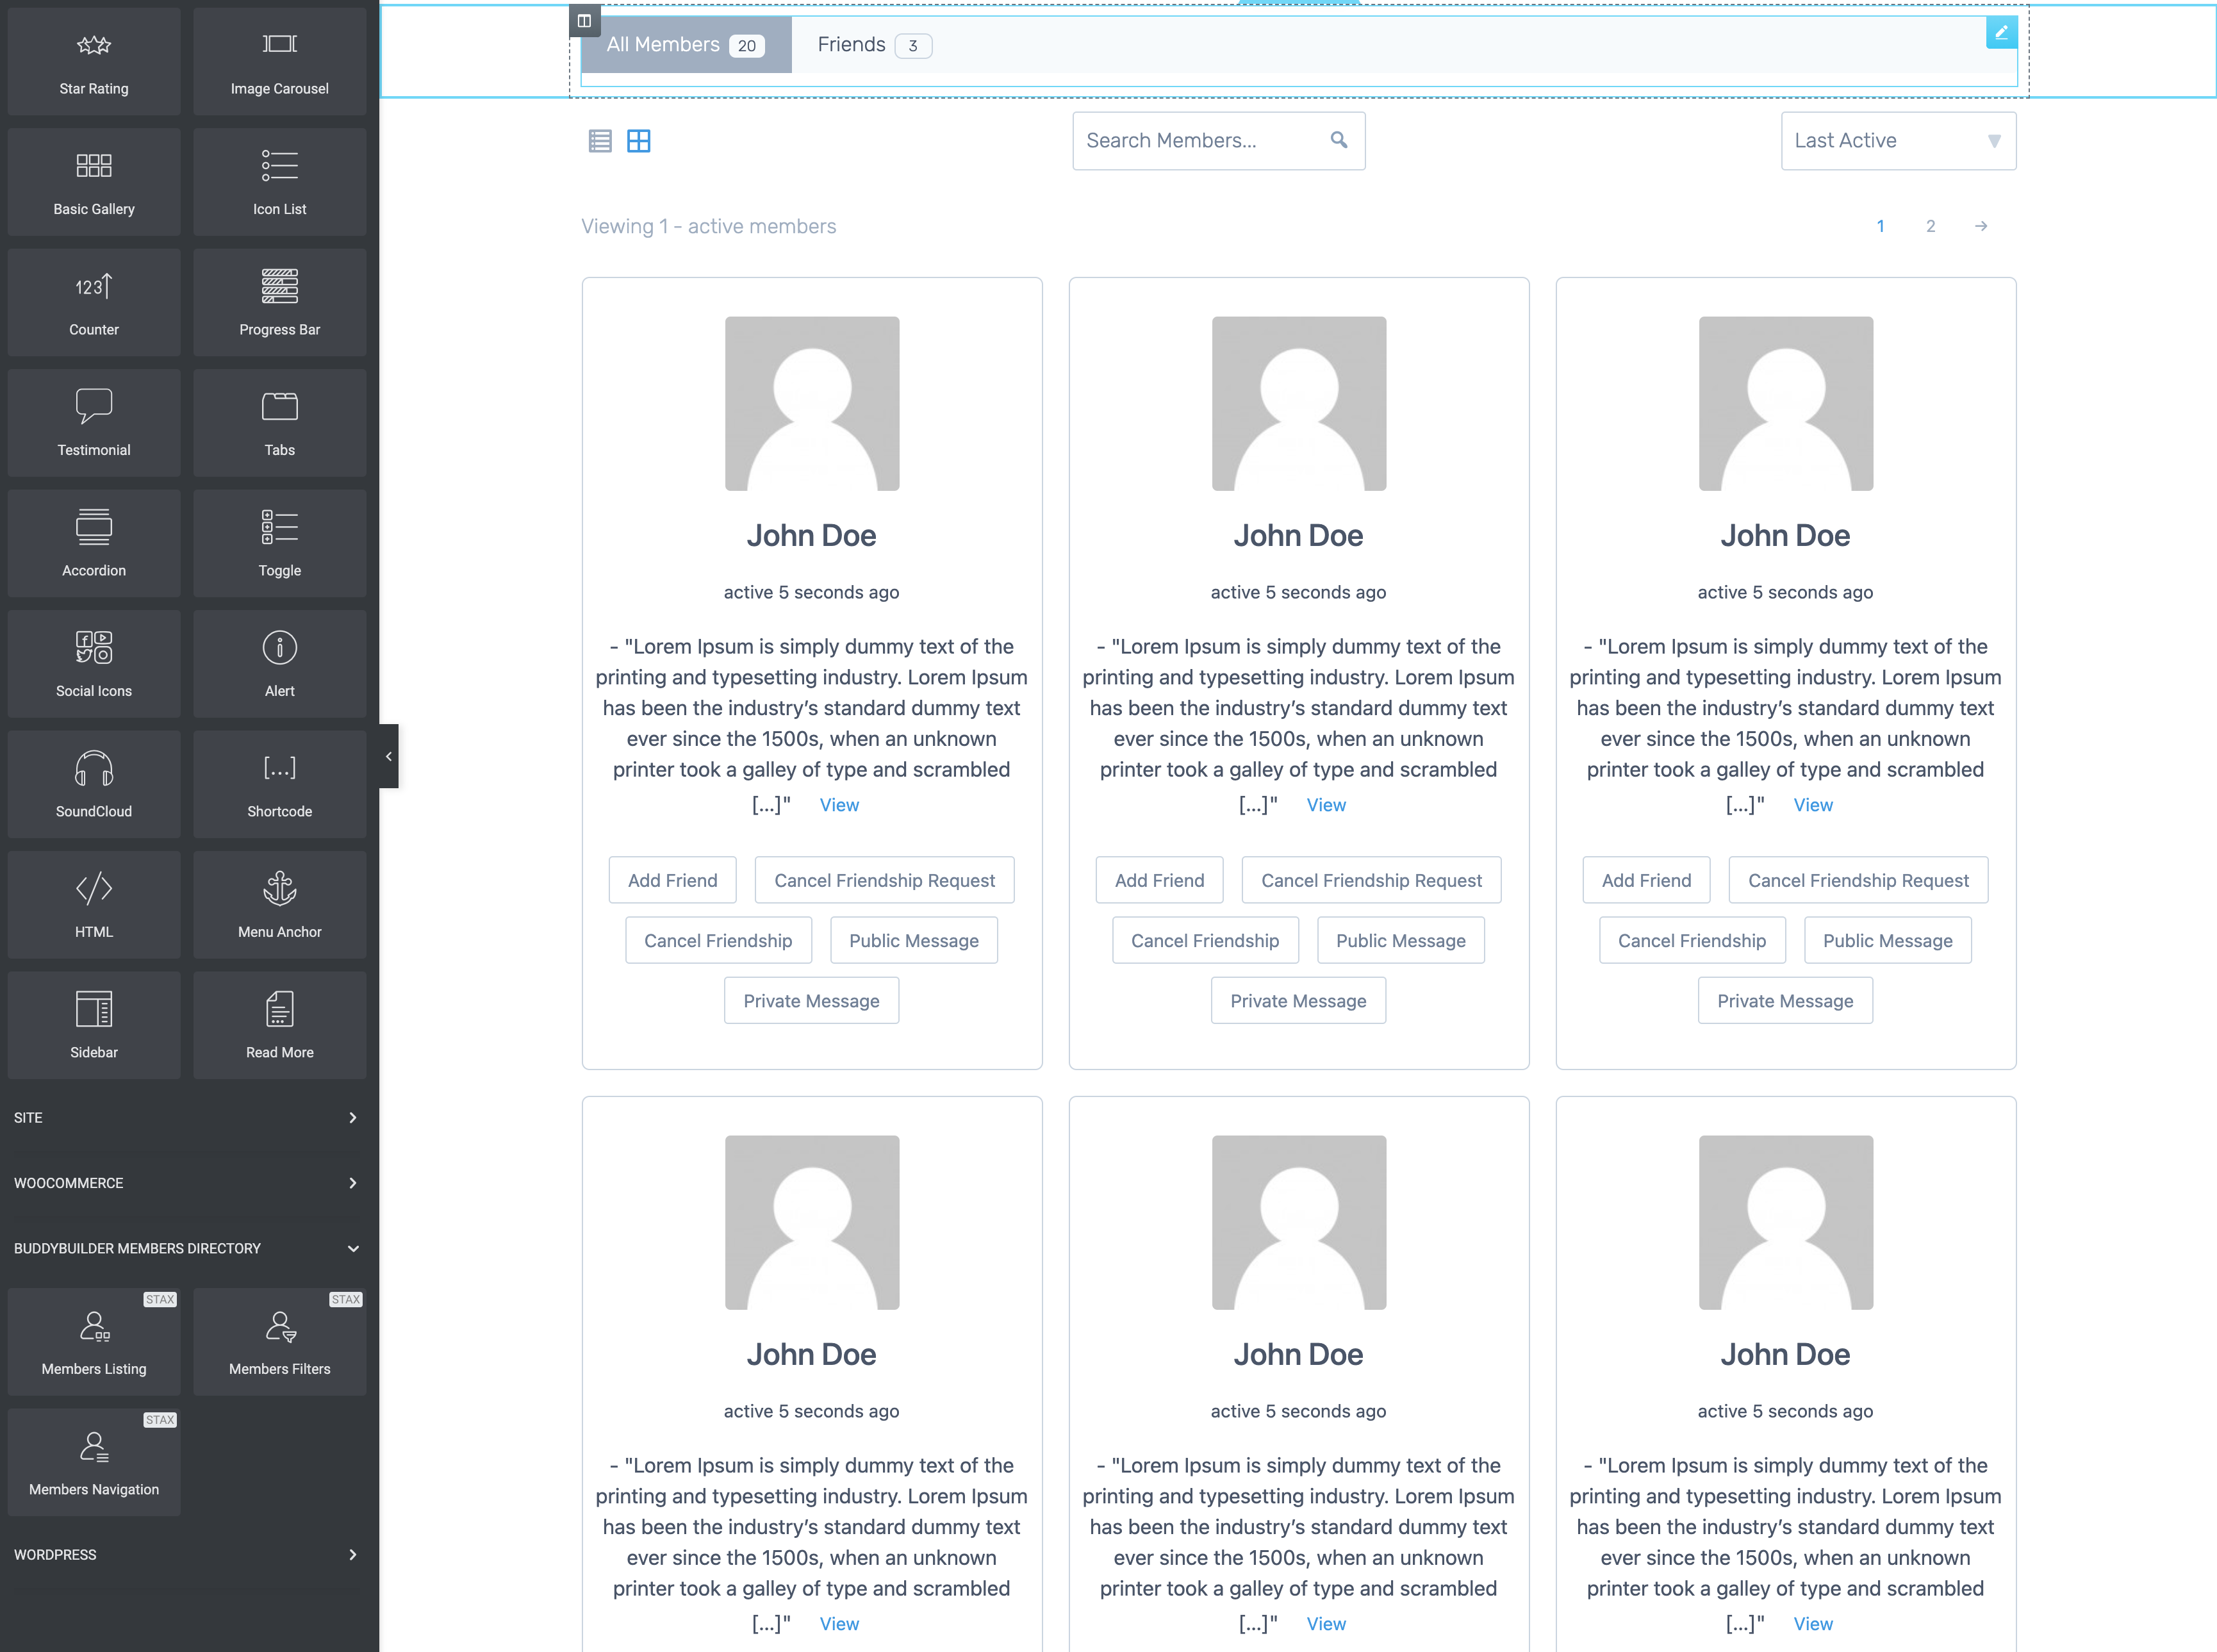 Star Rating
Image Carousel
Basic Gallery
Icon List
123
Counter
Progress Bar
Testimonial
Tabs
Accordion
Toggle
Social Icons
Alert
SoundCloud
[...]
Shortcode
HTML
Menu Anchor
Sidebar
Read More
SITE
WOOCOMMERCE
BUDDYBUILDER MEMBERS DIRECTORY
STAX
Members Listing
STAX
Members Filters
STAX
Members Navigation
WORDPRESS
All Members 20
Friends 3
Search Members...
Last Active
Viewing 1 - active members
1 2 →
John Doe
active 5 seconds ago
- "Lorem Ipsum is simply dummy text of the
printing and typesetting industry. Lorem Ipsum
has been the industry’s standard dummy text
ever since the 1500s, when an unknown
printer took a galley of type and scrambled
[...]" View
Add Friend
Cancel Friendship Request
Cancel Friendship
Public Message
Private Message
John Doe
active 5 seconds ago
- "Lorem Ipsum is simply dummy text of the
printing and typesetting industry. Lorem Ipsum
has been the industry’s standard dummy text
ever since the 1500s, when an unknown
printer took a galley of type and scrambled
[...]" View
Add Friend
Cancel Friendship Request
Cancel Friendship
Public Message
Private Message
John Doe
active 5 seconds ago
- "Lorem Ipsum is simply dummy text of the
printing and typesetting industry. Lorem Ipsum
has been the industry’s standard dummy text
ever since the 1500s, when an unknown
printer took a galley of type and scrambled
[...]" View
Add Friend
Cancel Friendship Request
Cancel Friendship
Public Message
Private Message
John Doe
active 5 seconds ago
- "Lorem Ipsum is simply dummy text of the
printing and typesetting industry. Lorem Ipsum
has been the industry’s standard dummy text
ever since the 1500s, when an unknown
printer took a galley of type and scrambled
[...]" View
John Doe
active 5 seconds ago
- "Lorem Ipsum is simply dummy text of the
printing and typesetting industry. Lorem Ipsum
has been the industry’s standard dummy text
ever since the 1500s, when an unknown
printer took a galley of type and scrambled
[...]" View
John Doe
active 5 seconds ago
- "Lorem Ipsum is simply dummy text of the
printing and typesetting industry. Lorem Ipsum
has been the industry’s standard dummy text
ever since the 1500s, when an unknown
printer took a galley of type and scrambled
[...]" View